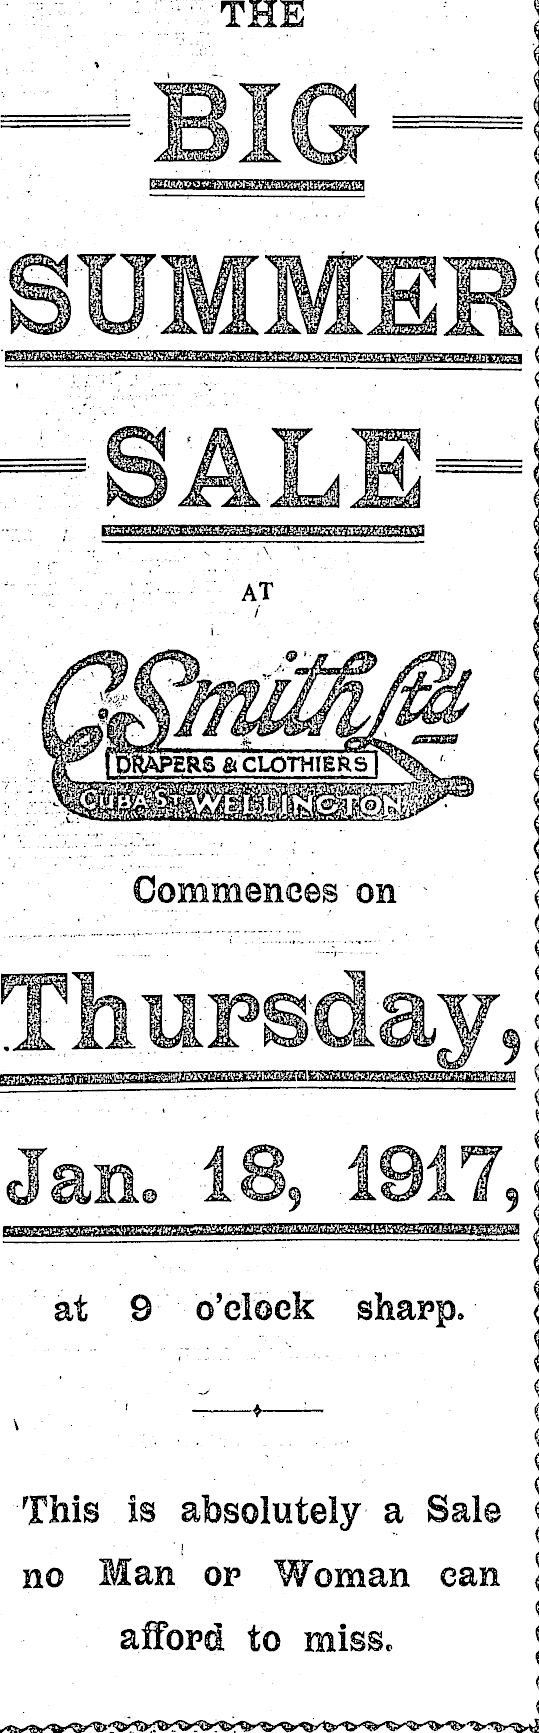 THE
BIG
SUMMER
SALE
AT
C. Smith Ltd
DRAPERS & CLOTHIERS
CUBA ST WELLINGTON
Commences on
Thursday,
Jan. 18, 1917,
at 9 o'clock sharp.
This is absolutely a Sale
no Man or Woman can
afford to miss.